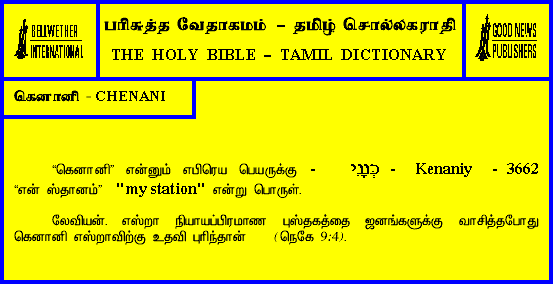 BELLWETHER
INTERNATIONAL
பரிசுத்த வேதாகமம் – தமிழ் சொல்லகராதி
THE HOLY BIBLE – TAMIL DICTIONARY
GOOD NEWS
PUBLISHERS
கெனானி - CHENANI
“கெனானி” என்னும் எபிரெய பெயருக்கு - כְּנָנִי - Kenaniy - 3662
“என் ஸ்தானம்” "my station" என்று பொருள்.
லேவியன். எஸ்றா நியாயப்பிரமாண புஸ்தகத்தை ஜனங்களுக்கு வாசித்தபோது
கெனானி எஸ்றாவிற்கு உதவி புரிந்தான் (நெகே 9:4).